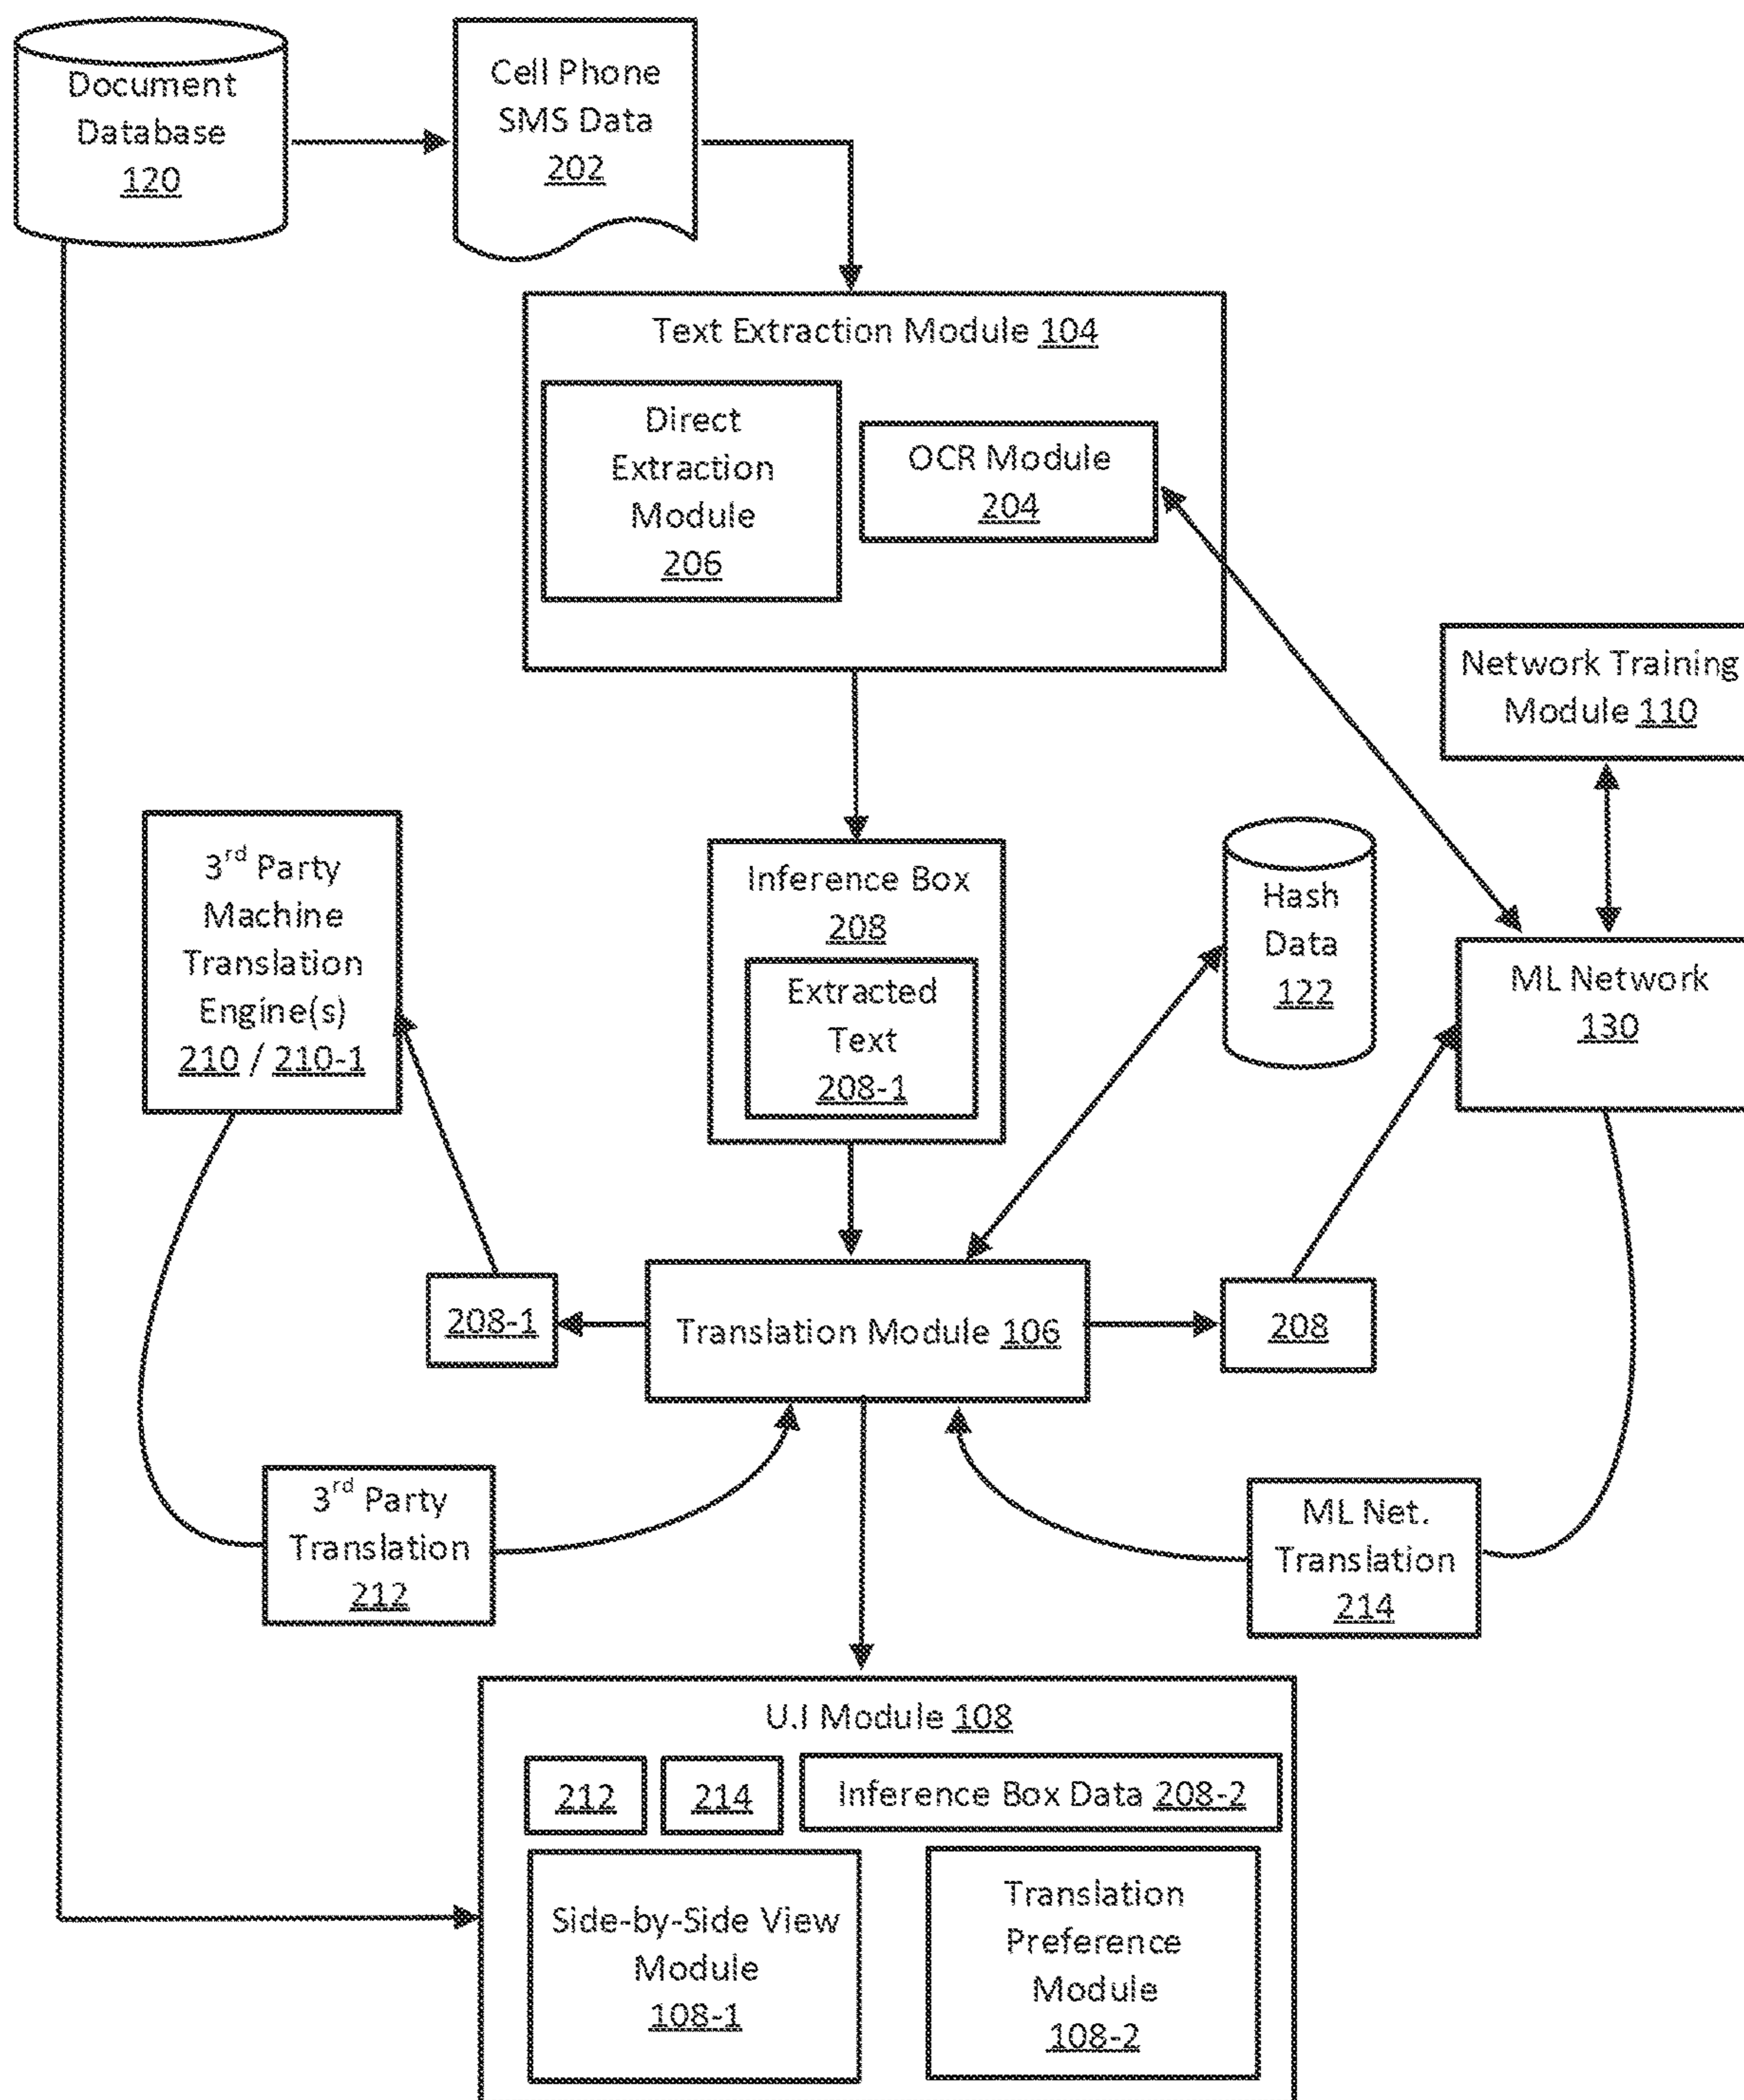 Document
Database
120
Cell Phone
SMS Data
202
Text Extraction Module 104
Direct
Extraction
Module
206
OCR Module
204
Network Training
Module 110
3rd Party
Machine
Translation
Engine(s)
210 / 210-1
Inference Box
208
Extracted
Text
208-1
Hash
Data
122
ML Network
130
208-1
Translation Module 106
208
3rd Party
Translation
212
ML Net.
Translation
214
U.I Module 108
212
214
Inference Box Data 208-2
Side-by-Side View
Module
108-1
Translation
Preference
Module
108-2